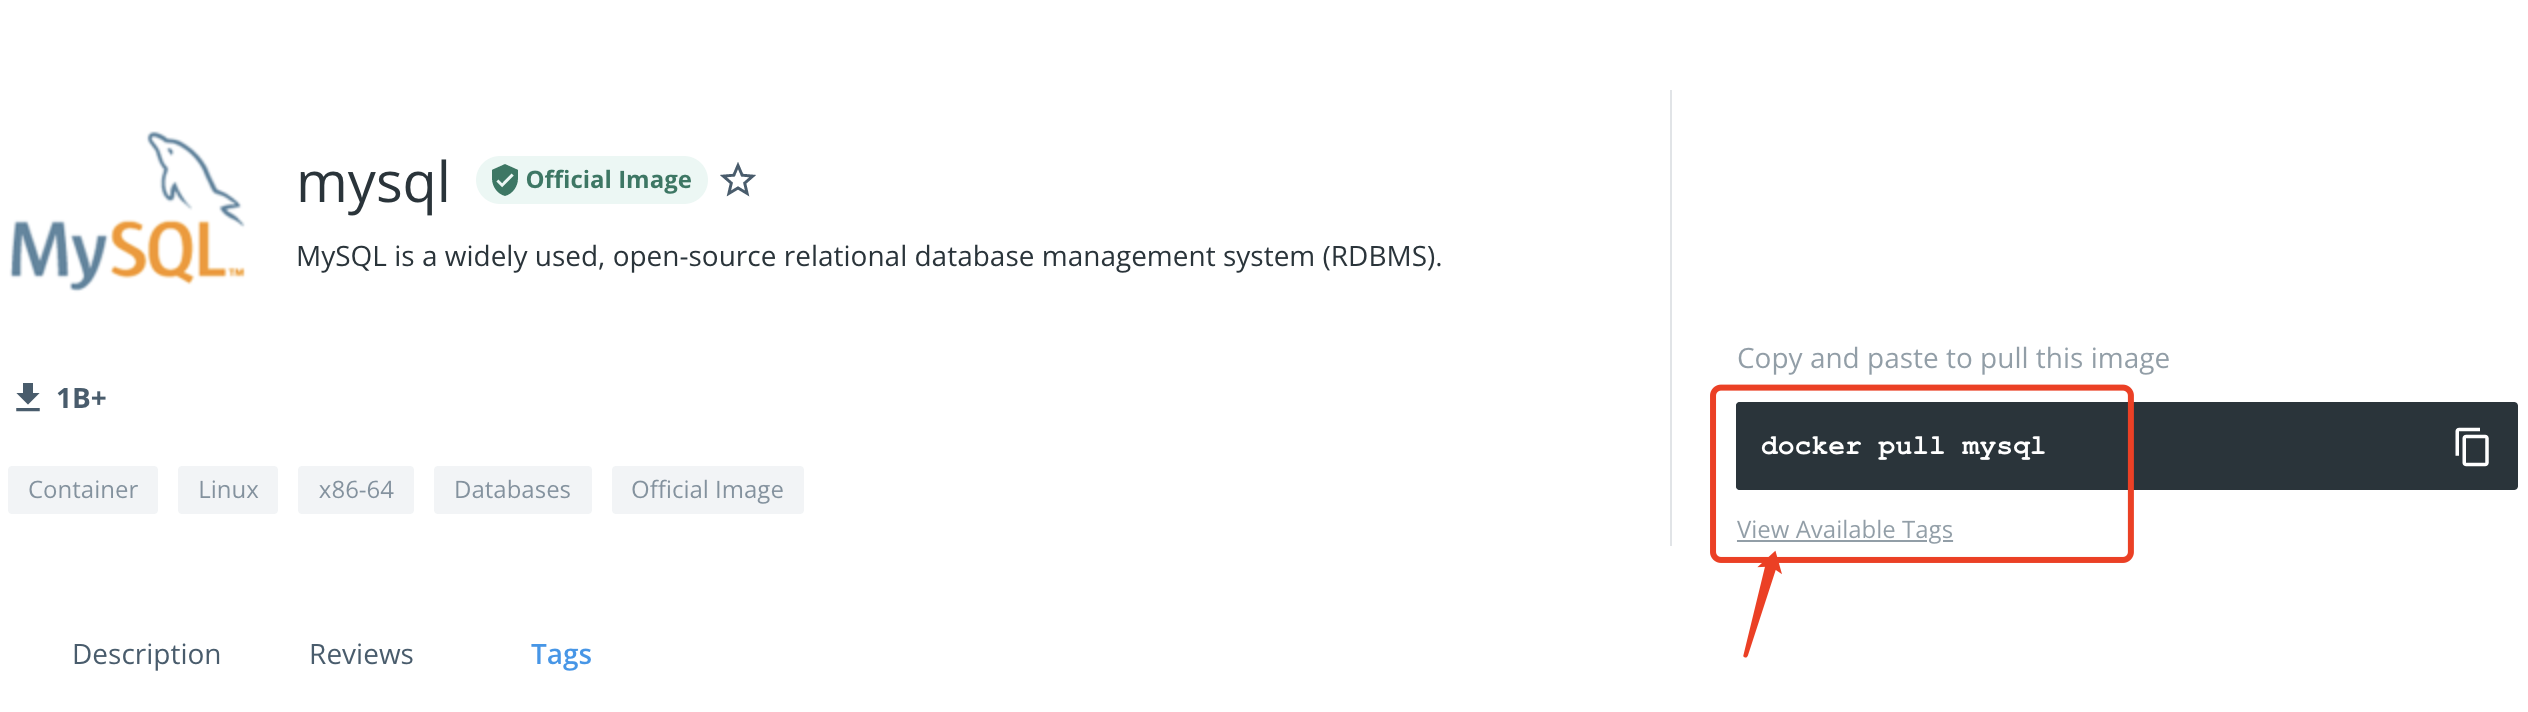 MySQL™
mysql
Official Image
MySQL is a widely used, open-source relational database management system (RDBMS).
1B+
Container
Linux
x86-64
Databases
Official Image
Copy and paste to pull this image
docker pull mysql
View Available Tags
Description
Reviews
Tags